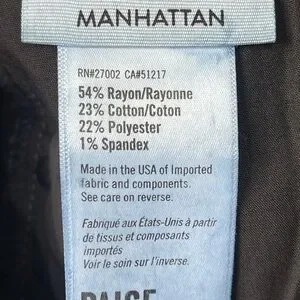 MANHATTAN
RN#27002 CA#51217
54% Rayon/Rayonne
23% Cotton/Coton
22% Polyester
1% Spandex
Made in the USA of Imported
fabric and components.
See care on reverse.
Fabriqué aux États-Unis à partir
de tissus et composants
importés
Voir le soin sur l'inverse.
PAIGE